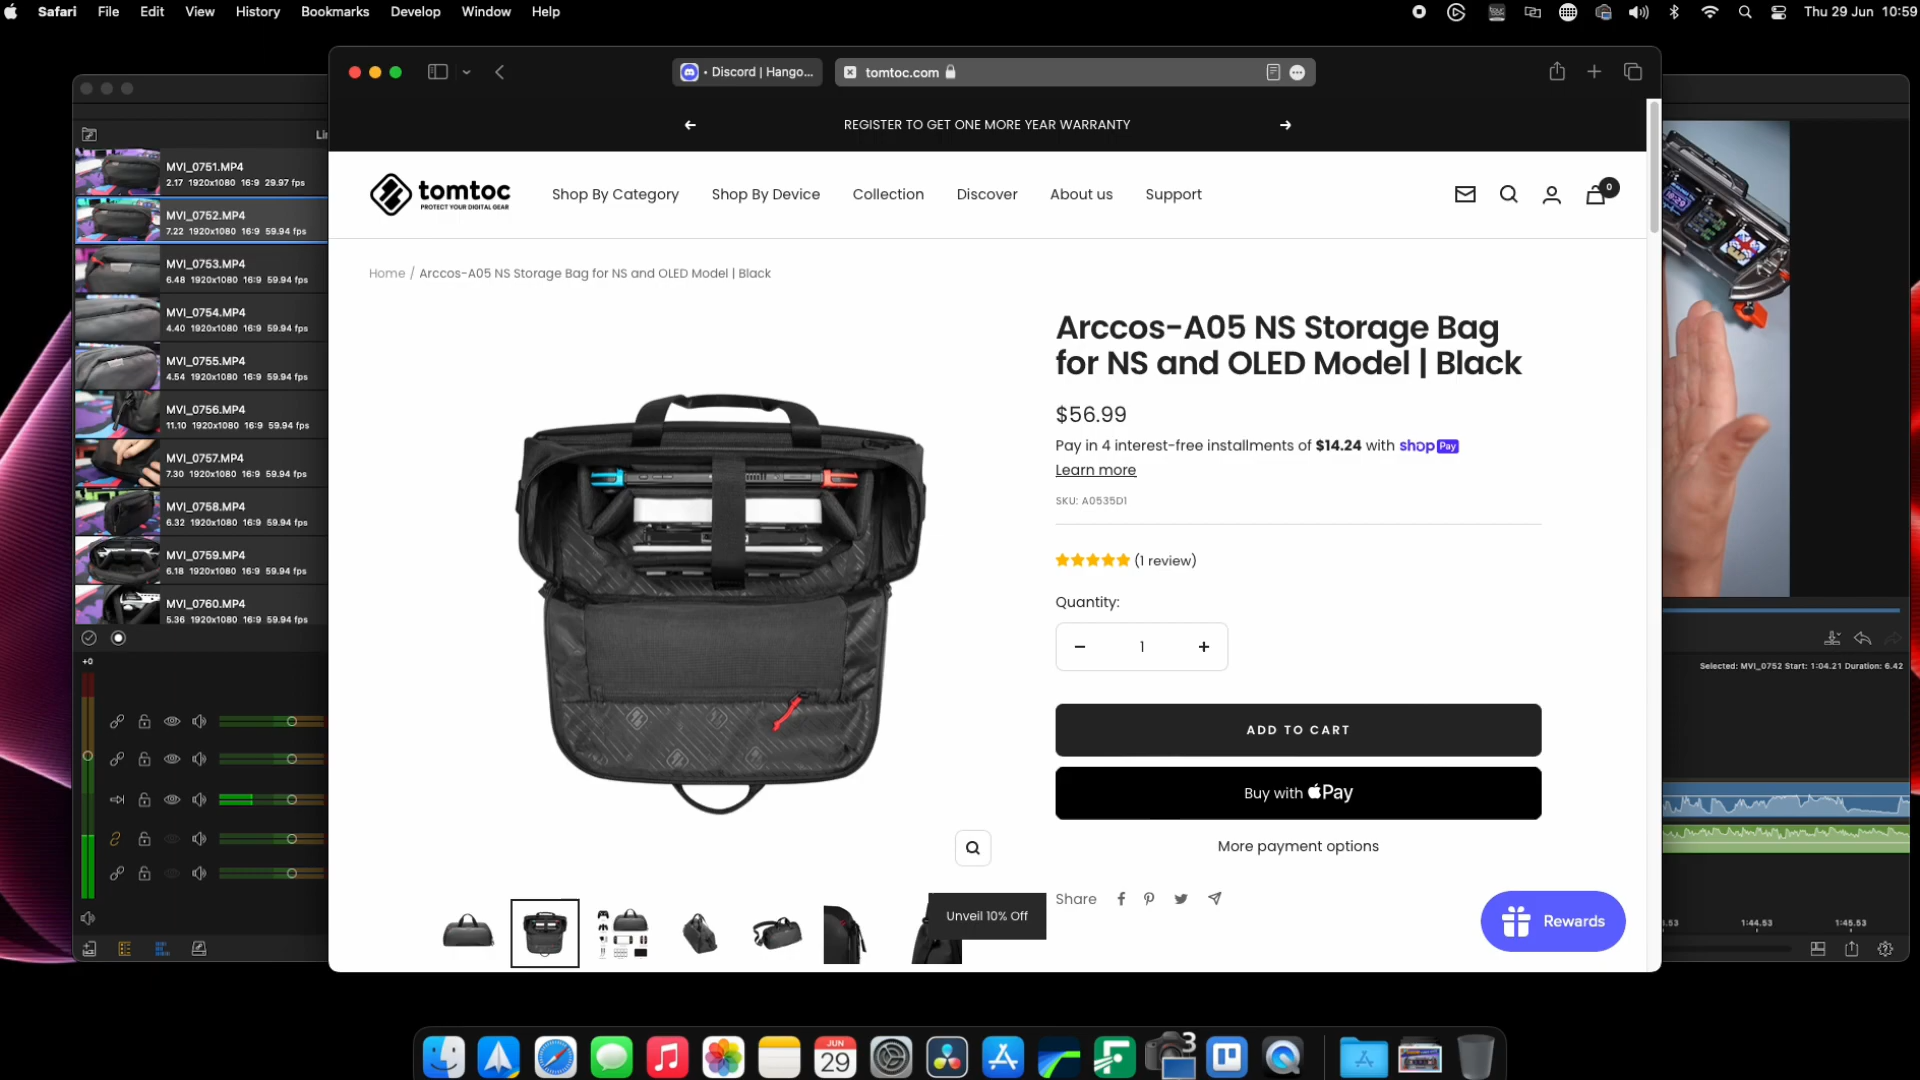 Safari File Edit View History Bookmarks Develop Window Help
Thu 29 Jun 10:59
• Discord | Hango...
tomtoc.com
REGISTER TO GET ONE MORE YEAR WARRANTY
tomtoc
PROTECT YOUR DIGITAL GEAR
Shop By Category Shop By Device Collection Discover About us Support
0
Home / Arccos-A05 NS Storage Bag for NS and OLED Model | Black
Arccos-A05 NS Storage Bag
for NS and OLED Model | Black
$56.99
Pay in 4 interest-free installments of $14.24 with shop Pay
Learn more
SKU: A0535D1
(1 review)
Quantity:
− 1 +
ADD TO CART
Buy with Pay
More payment options
Share
Unveil 10% Off
Rewards
MVI_0751.MP4
2.17 1920x1080 16:9 29.97 fps
MVI_0752.MP4
7.22 1920x1080 16:9 59.94 fps
MVI_0753.MP4
6.48 1920x1080 16:9 59.94 fps
MVI_0754.MP4
4.40 1920x1080 16:9 59.94 fps
MVI_0755.MP4
4.54 1920x1080 16:9 59.94 fps
MVI_0756.MP4
11.10 1920x1080 16:9 59.94 fps
MVI_0757.MP4
7.30 1920x1080 16:9 59.94 fps
MVI_0758.MP4
6.32 1920x1080 16:9 59.94 fps
MVI_0759.MP4
6.18 1920x1080 16:9 59.94 fps
MVI_0760.MP4
5.36 1920x1080 16:9 59.94 fps
+0
Selected: MVI_0752 Start: 1:04.21 Duration: 6.42
.53 1:44.53 1:45.53
JUN
29
3